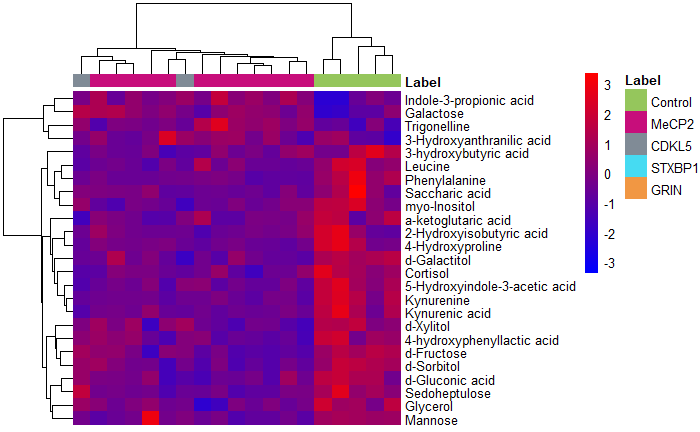 Label
Indole-3-propionic acid
Galactose
Trigonelline
3-Hydroxyanthranilic acid
3-hydroxybutyric acid
Leucine
Phenylalanine
Saccharic acid
myo-Inositol
a-ketoglutaric acid
2-Hydroxyisobutyric acid
4-Hydroxyproline
d-Galactitol
Cortisol
5-Hydroxyindole-3-acetic acid
Kynurenine
Kynurenic acid
d-Xylitol
4-hydroxyphenyllactic acid
d-Fructose
d-Sorbitol
d-Gluconic acid
Sedoheptulose
Glycerol
Mannose
3
2
1
0
-1
-2
-3
Label
Control
MeCP2
CDKL5
STXBP1
GRIN